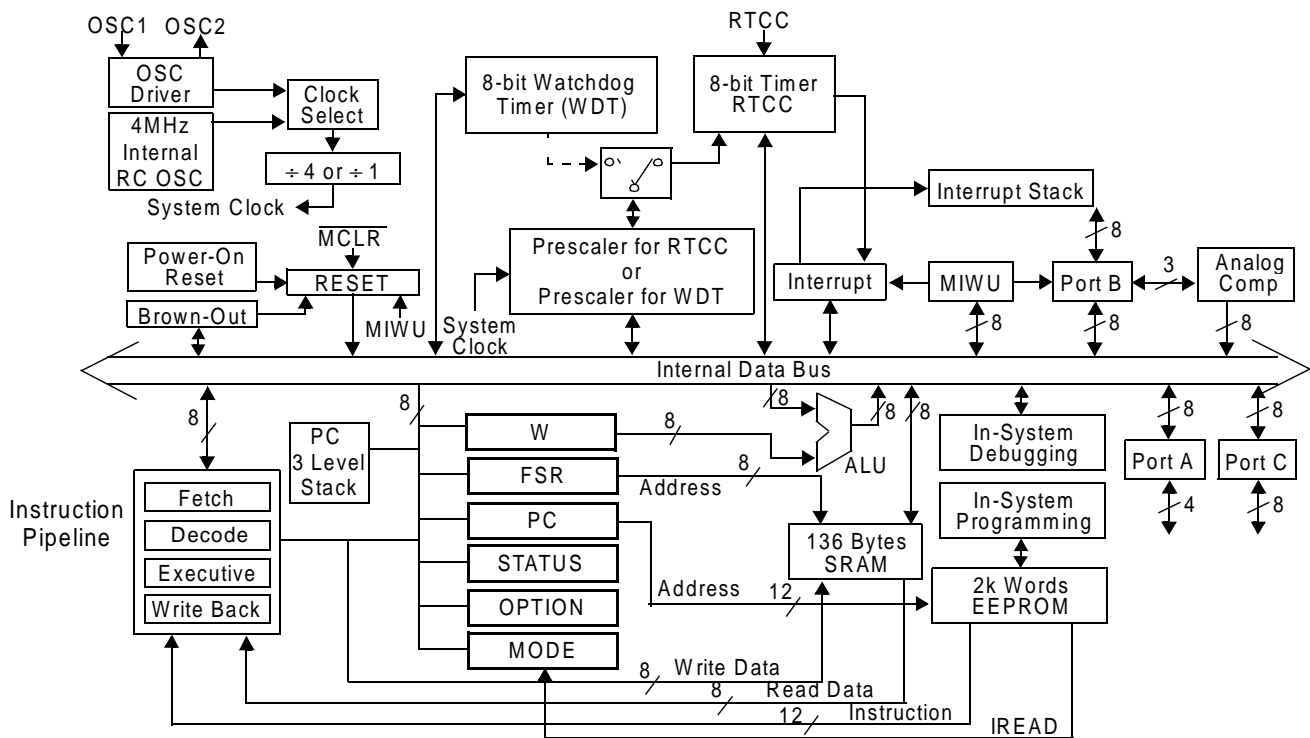 OSC1
OSC2
RTCC
OSC
Driver
Clock
Select
4MHz
Internal
RC OSC
÷ 4 or ÷ 1
System Clock
8-bit Watchdog
Timer (WDT)
8-bit Timer
RTCC
Interrupt Stack
8
MCLR
Power-On
Reset
RESET
Brown-Out
MIWU
System
Clock
Prescaler for RTCC
or
Prescaler for WDT
Interrupt
MIWU
Port B
3
Analog
Comp
8
8
8
Internal Data Bus
8
8
8
8
8
8
8
PC
3 Level
Stack
W
8
FSR
8
Address
PC
STATUS
OPTION
MODE
ALU
In-System
Debugging
Port A
Port C
4
8
In-System
Programming
Instruction
Pipeline
Fetch
Decode
Executive
Write Back
136 Bytes
SRAM
Address
12
2k Words
EEPROM
8
Write Data
8
Read Data
12
Instruction
IREAD